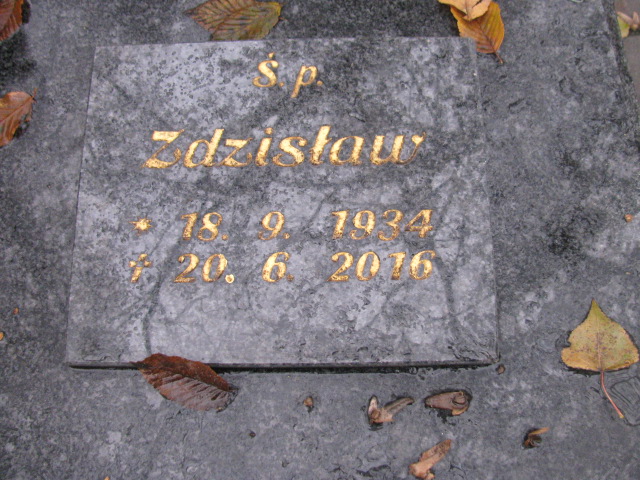 Ś. p.
Zdzisław
* 18. 9. 1934
† 20. 6. 2016